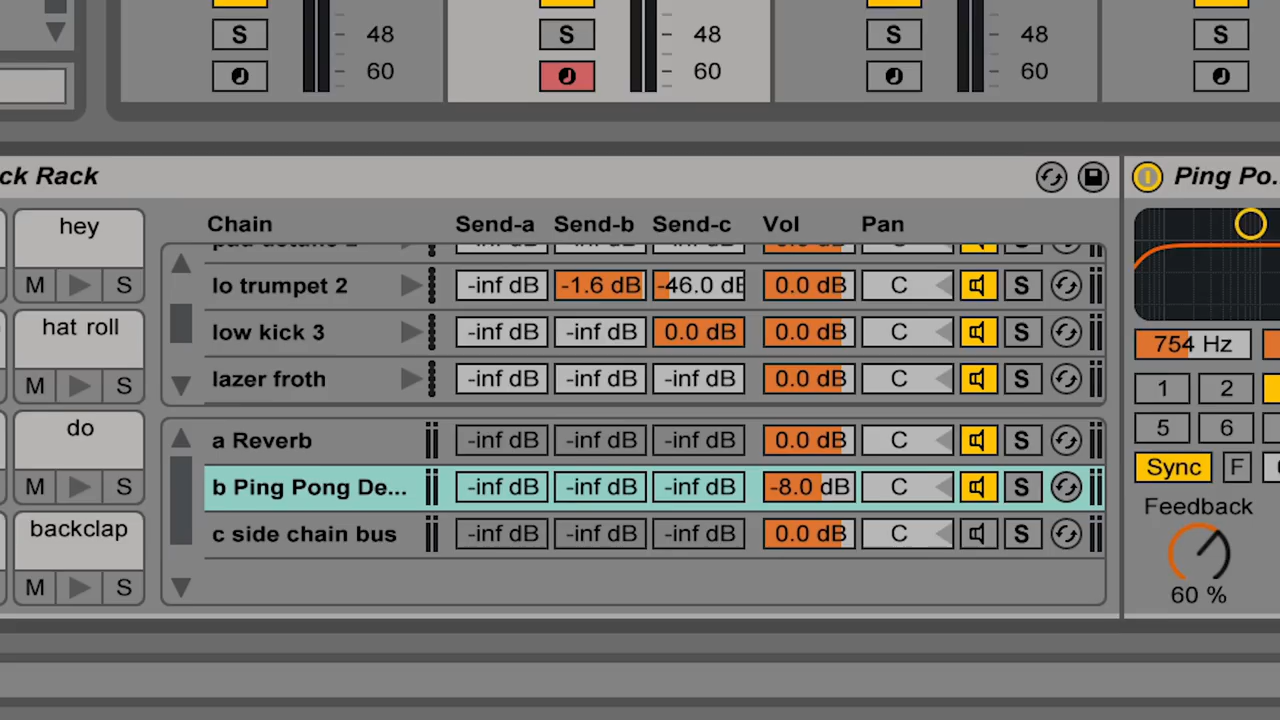 S 48 S 48 S 48 S
60 60 60
ck Rack Ping Po...
hey Chain Send-a Send-b Send-c Vol Pan
M S lo trumpet 2 -inf dB -1.6 dB -46.0 dB 0.0 dB C S
hat roll low kick 3 -inf dB -inf dB 0.0 dB 0.0 dB C S 754 Hz
M S lazer froth -inf dB -inf dB -inf dB 0.0 dB C S 1 2
do a Reverb -inf dB -inf dB -inf dB 0.0 dB C S 5 6
Sync F
M S b Ping Pong De... -inf dB -inf dB -inf dB -8.0 dB C S
Feedback
backclap c side chain bus -inf dB -inf dB -inf dB 0.0 dB C S
M S 60 %